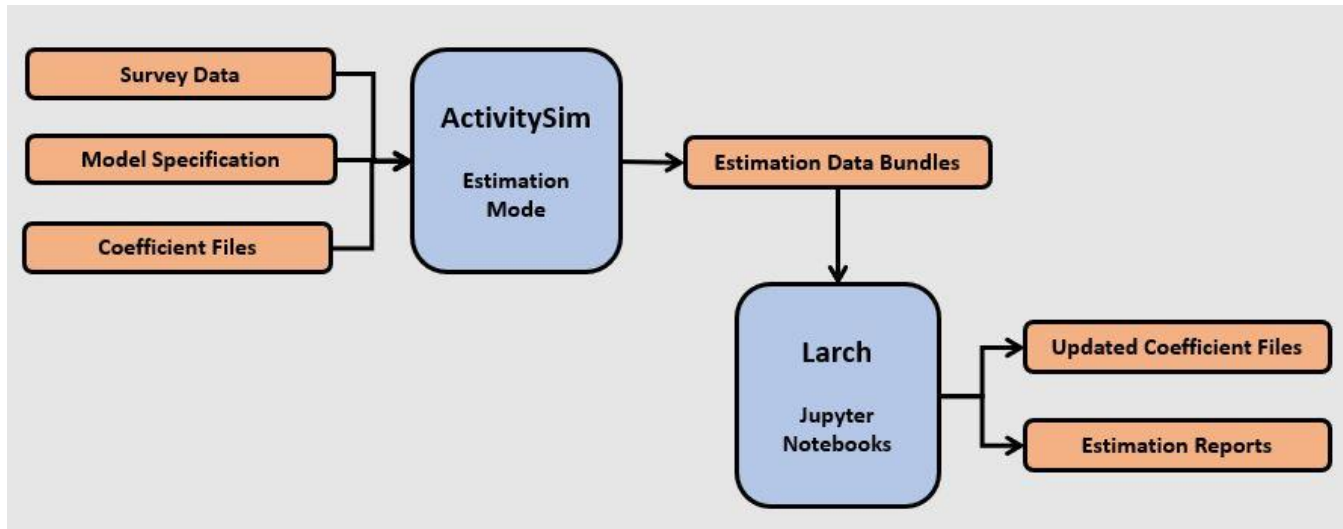 Survey Data
Model Specification
Coefficient Files
ActivitySim
Estimation
Mode
Estimation Data Bundles
Larch
Jupyter
Notebooks
Updated Coefficient Files
Estimation Reports